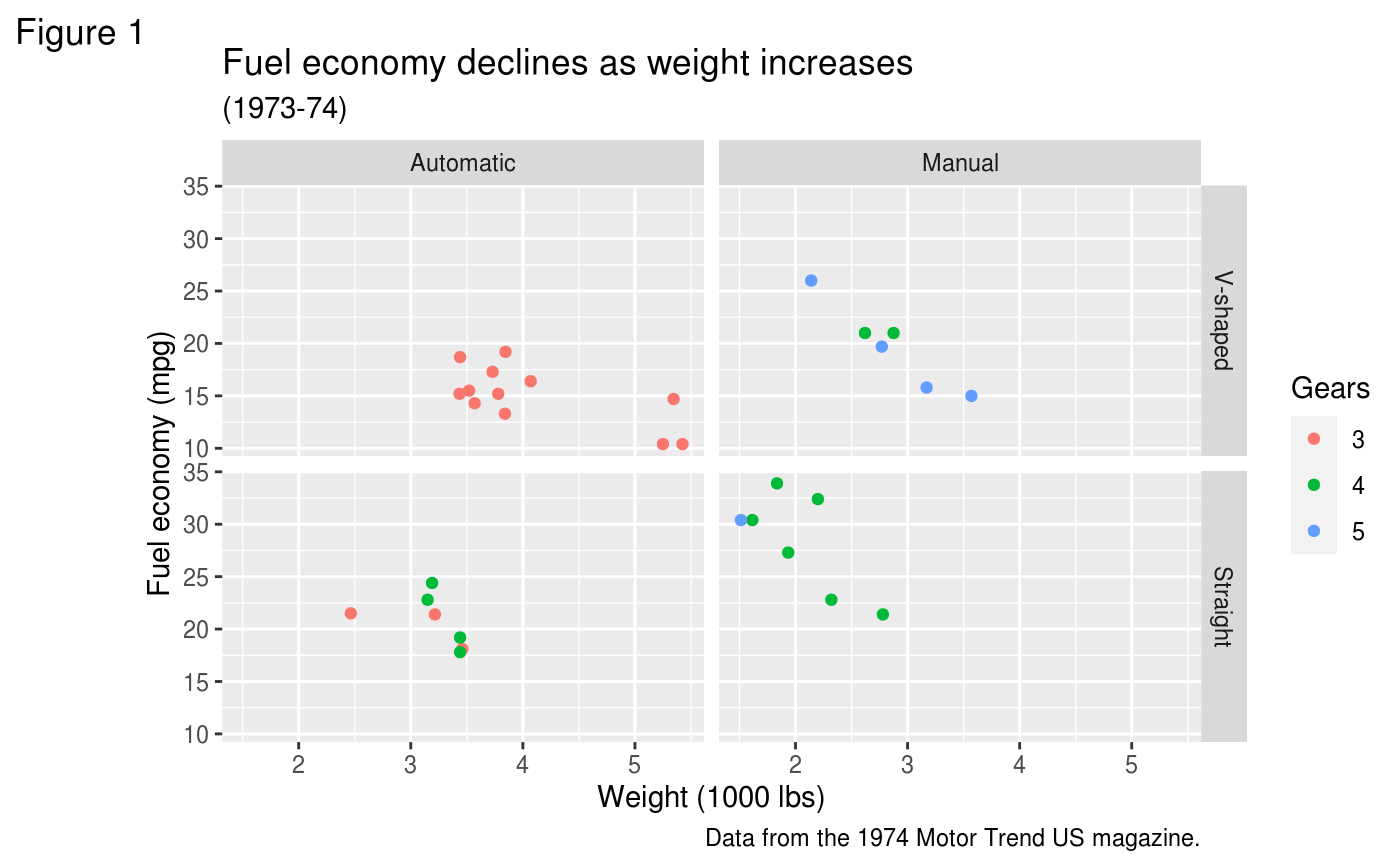 Figure 1
Fuel economy declines as weight increases
(1973-74)
Automatic
Manual
35
30
25
20
15
10
V-shaped
35
30
25
20
15
10
Straight
Fuel economy (mpg)
2 3 4 5
2 3 4 5
Weight (1000 lbs)
Gears
3
4
5
Data from the 1974 Motor Trend US magazine.